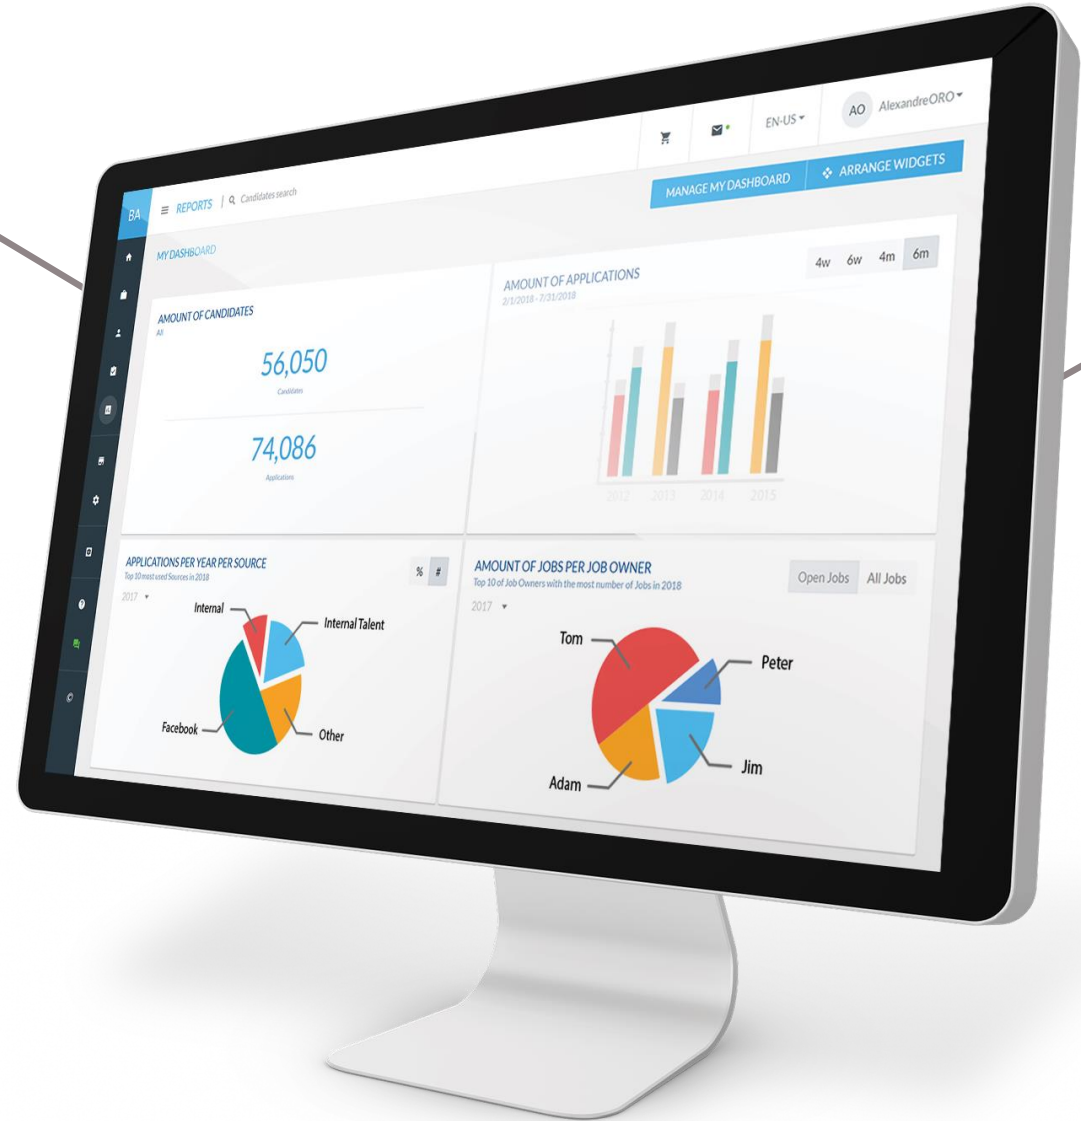 BA
REPORTS
Candidates search
EN-US
AO
AlexandreORO
MY DASHBOARD
MANAGE MY DASHBOARD
ARRANGE WIDGETS
AMOUNT OF CANDIDATES
All
56,050
Candidates
74,086
Applications
AMOUNT OF APPLICATIONS
2/1/2018 - 7/31/2018
4w 6w 4m 6m
2012 2013 2014 2015
APPLICATIONS PER YEAR PER SOURCE
Top 10 most used Sources in 2018
% #
2017
Internal
Internal Talent
Facebook
Other
AMOUNT OF JOBS PER JOB OWNER
Top 10 of Job Owners with the most number of Jobs in 2018
Open Jobs All Jobs
2017
Tom
Peter
Adam
Jim